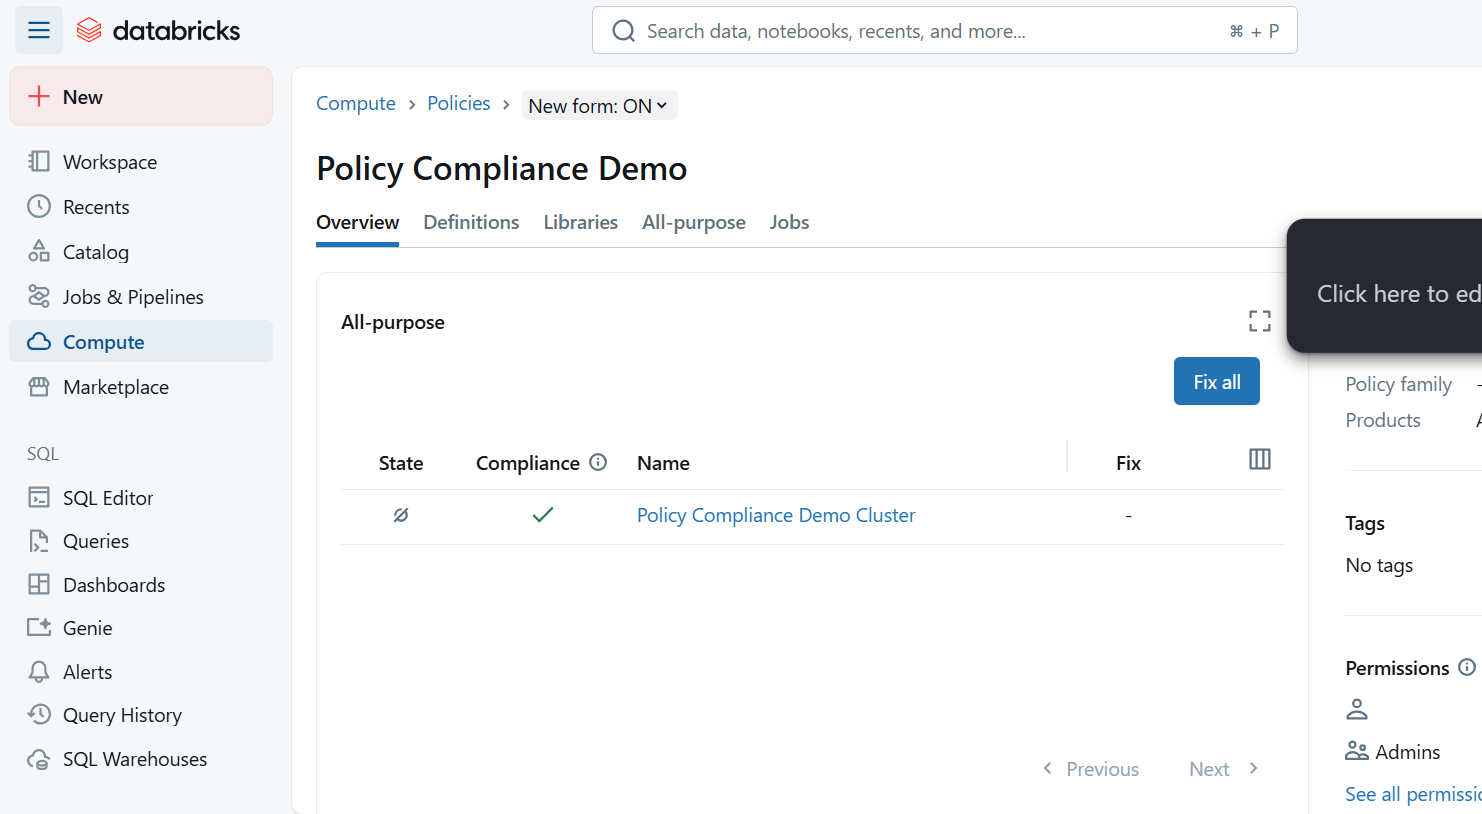 databricks
Search data, notebooks, recents, and more...
⌘ + P
New
Workspace
Recents
Catalog
Jobs & Pipelines
Compute
Marketplace
SQL
SQL Editor
Queries
Dashboards
Genie
Alerts
Query History
SQL Warehouses
Compute > Policies > New form: ON
Policy Compliance Demo
Overview Definitions Libraries All-purpose Jobs
All-purpose
Fix all
State Compliance Name Fix
Policy Compliance Demo Cluster -
Previous Next
Click here to ed
Policy family -
Products
Tags
No tags
Permissions
Admins
See all permissi